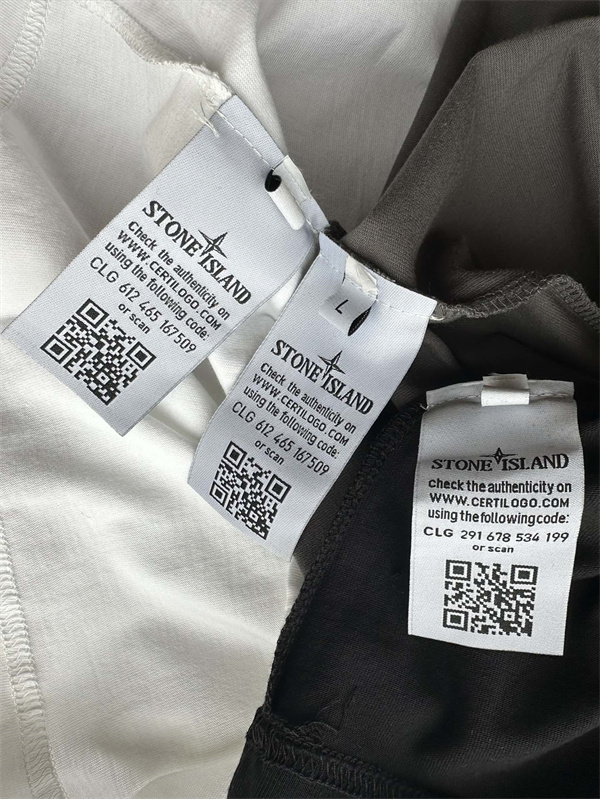 STONE ISLAND
Check the authenticity on
WWW.CERTILOGO.COM
using the following code:
CLG 612 465 167509
or scan
L
STONE ISLAND
Check the authenticity on
WWW.CERTILOGO.COM
using the following code:
CLG 612 465 167509
or scan
STONE ISLAND
check the authenticity on
WWW.CERTILOGO.COM
using the following code:
CLG 291 678 534 199
or scan